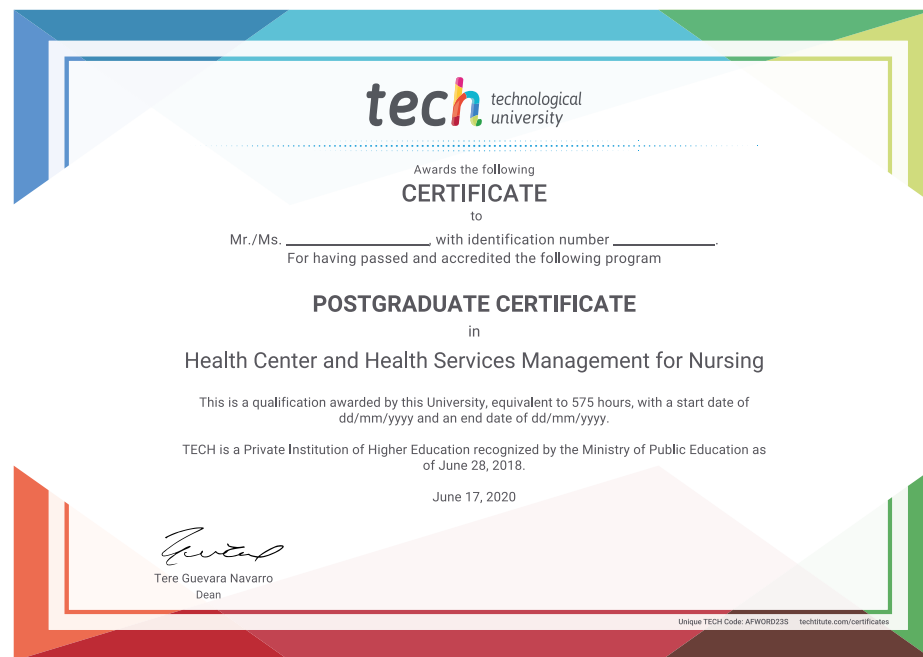 tech technological
university
Awards the following
CERTIFICATE
to
Mr./Ms. ____________________, with identification number ______________.
For having passed and accredited the following program
POSTGRADUATE CERTIFICATE
in
Health Center and Health Services Management for Nursing
This is a qualification awarded by this University, equivalent to 575 hours, with a start date of
dd/mm/yyyy and an end date of dd/mm/yyyy.
TECH is a Private Institution of Higher Education recognized by the Ministry of Public Education as
of June 28, 2018.
June 17, 2020
Tere Guevara Navarro
Dean
Unique TECH Code: AFWORD23S techtitute.com/certificates